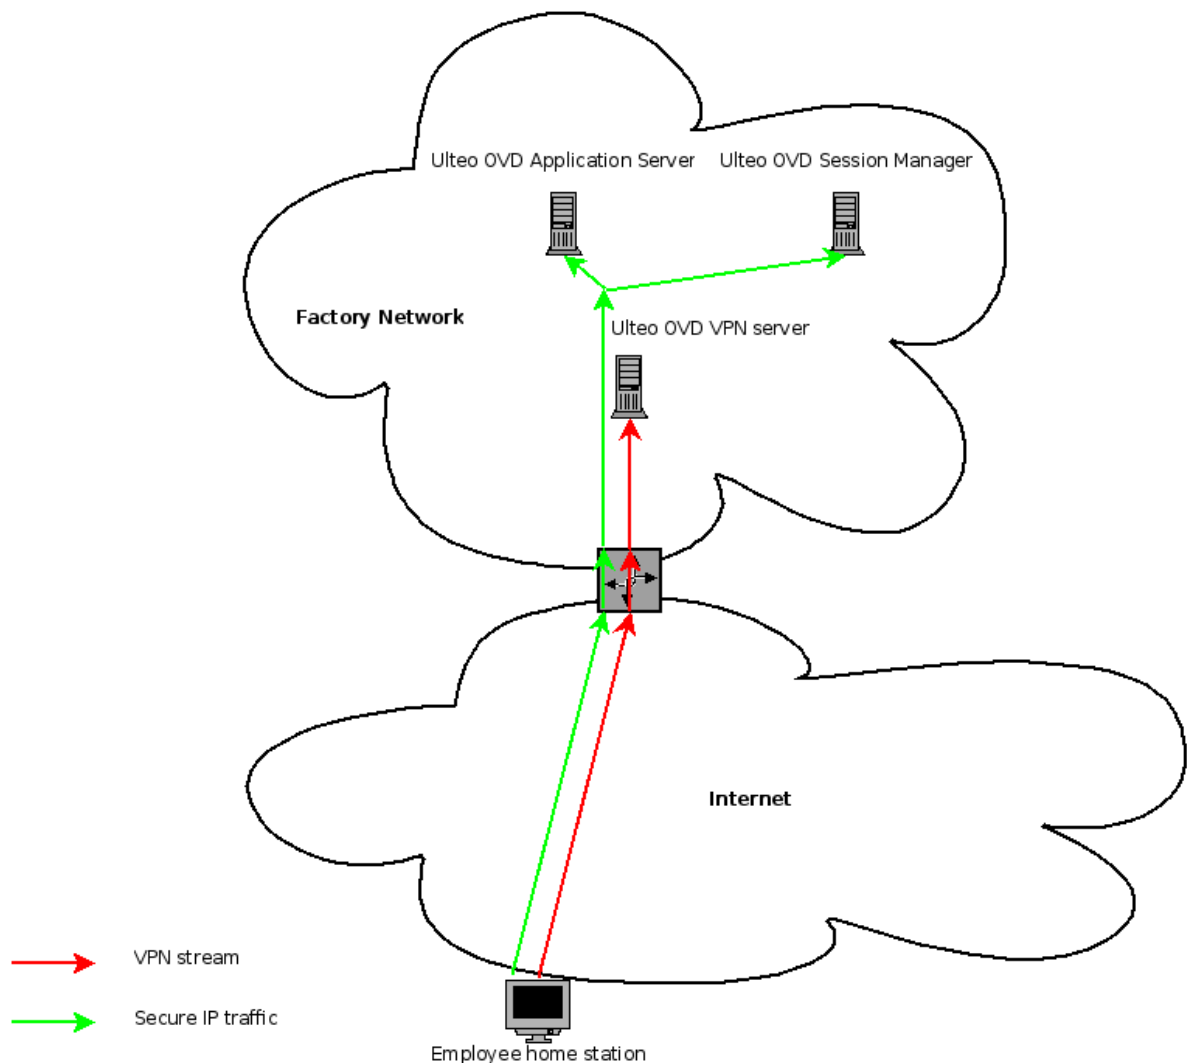 Ulteo OVD Application Server
Ulteo OVD Session Manager
Factory Network
Ulteo OVD VPN server
Internet
VPN stream
Secure IP traffic
Employee home station